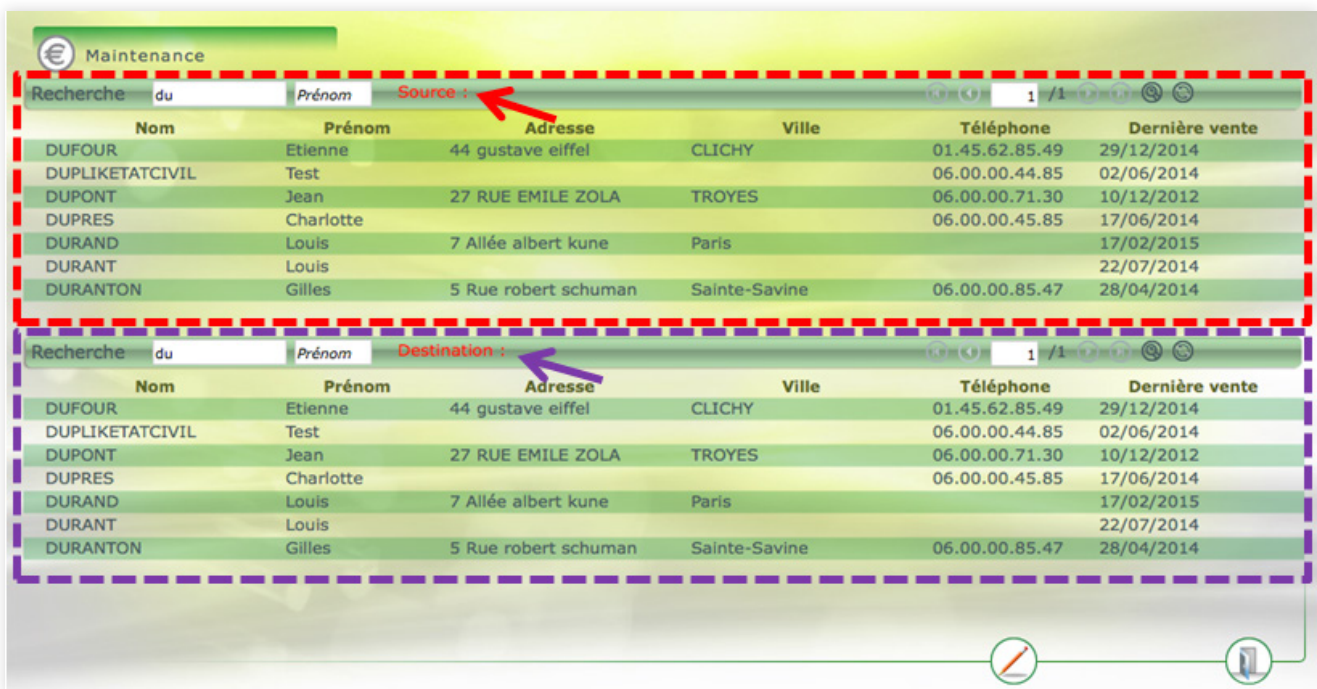 Maintenance
Recherche du Prénom Source : 1 /1
Nom Prénom Adresse Ville Téléphone Dernière vente
DUFOUR Etienne 44 gustave eiffel CLICHY 01.45.62.85.49 29/12/2014
DUPLIKETATCIVIL Test 06.00.00.44.85 02/06/2014
DUPONT Jean 27 RUE EMILE ZOLA TROYES 06.00.00.71.30 10/12/2012
DUPRES Charlotte 06.00.00.45.85 17/06/2014
DURAND Louis 7 Allée albert kune Paris 17/02/2015
DURANT Louis 22/07/2014
DURANTON Gilles 5 Rue robert schuman Sainte-Savine 06.00.00.85.47 28/04/2014
Recherche du Prénom Destination : 1 /1
Nom Prénom Adresse Ville Téléphone Dernière vente
DUFOUR Etienne 44 gustave eiffel CLICHY 01.45.62.85.49 29/12/2014
DUPLIKETATCIVIL Test 06.00.00.44.85 02/06/2014
DUPONT Jean 27 RUE EMILE ZOLA TROYES 06.00.00.71.30 10/12/2012
DUPRES Charlotte 06.00.00.45.85 17/06/2014
DURAND Louis 7 Allée albert kune Paris 17/02/2015
DURANT Louis 22/07/2014
DURANTON Gilles 5 Rue robert schuman Sainte-Savine 06.00.00.85.47 28/04/2014